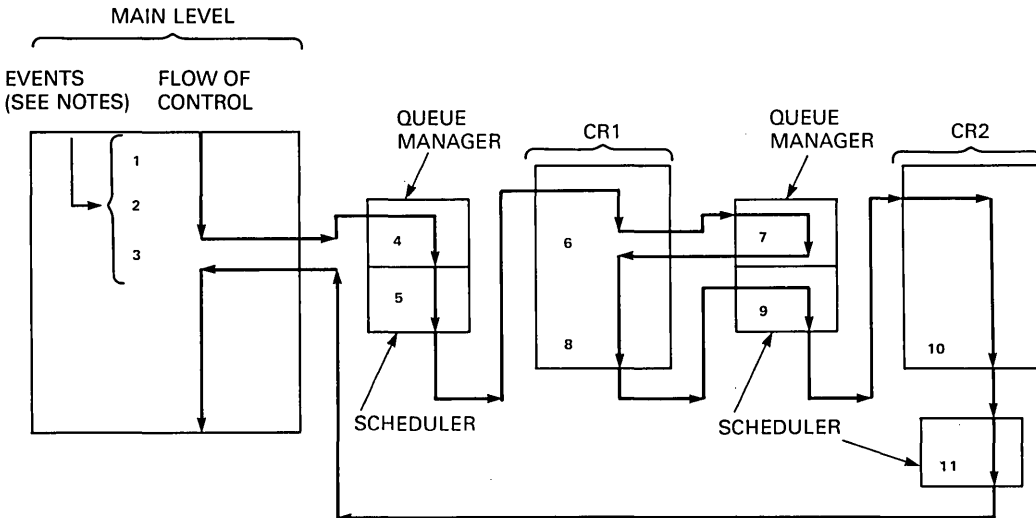 MAIN LEVEL
EVENTS
(SEE NOTES)
FLOW OF
CONTROL
1
2
3
QUEUE
MANAGER
4
5
SCHEDULER
CR1
6
8
QUEUE
MANAGER
7
9
SCHEDULER
CR2
10
11